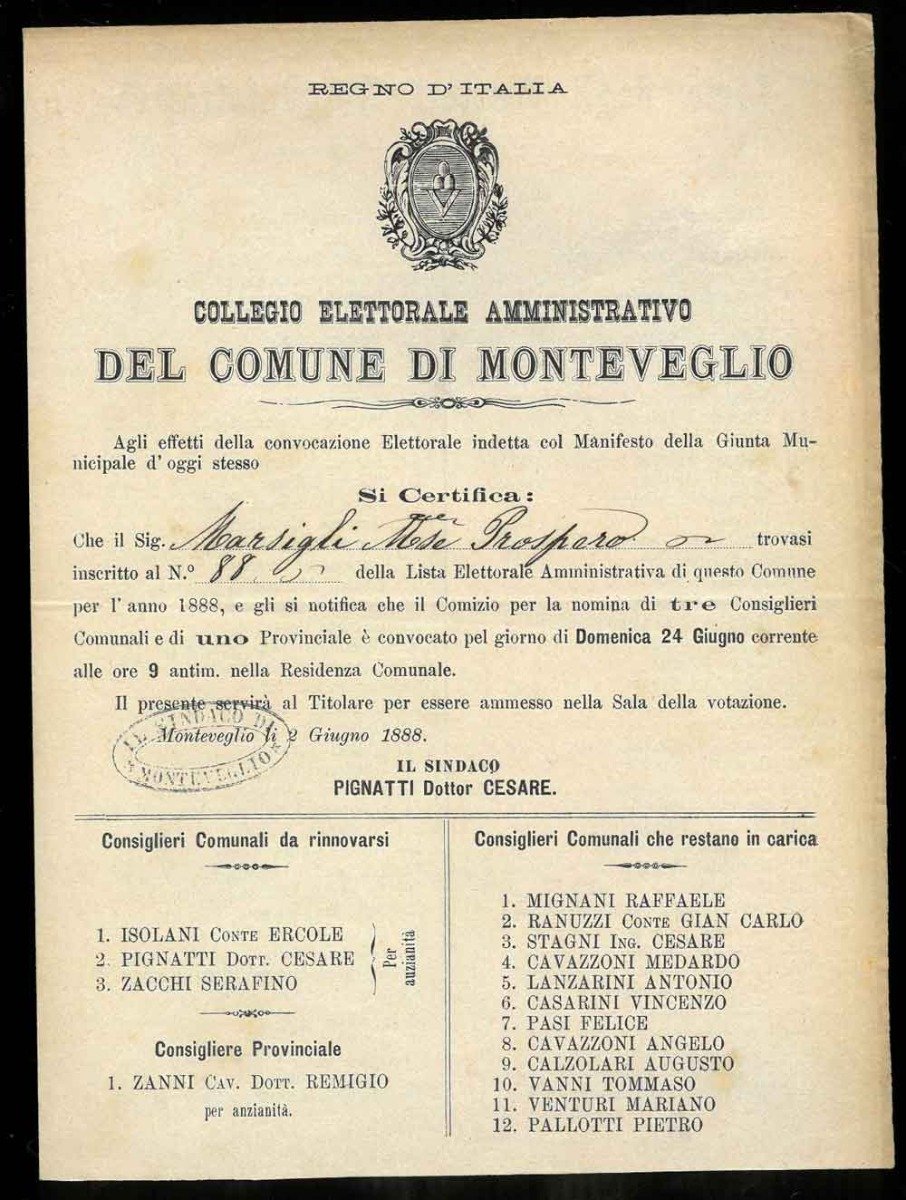 REGNO D'ITALIA
V
COLLEGIO ELETTORALE AMMINISTRATIVO
DEL COMUNE DI MONTEVEGLIO
Agli effetti della convocazione Elettorale indetta col Manifesto della Giunta Mu-
nicipale d'oggi stesso
Si Certifica:
Che il Sig. Marsigli Mse Prospero trovasi
inscritto al N.º 88 della Lista Elettorale Amministrativa di questo Comune
per l'anno 1888, e gli si notifica che il Comizio per la nomina di tre Consiglieri
Comunali e di uno Provinciale è convocato pel giorno di Domenica 24 Giugno corrente
alle ore 9 antim. nella Residenza Comunale.
Il presente servirà al Titolare per essere ammesso nella Sala della votazione.
Monteveglio li 2 Giugno 1888.
IL SINDACO DI
MONTEVEGLIO
IL SINDACO
PIGNATTI Dottor CESARE.
Consiglieri Comunali da rinnovarsi
1. ISOLANI CONTE ERCOLE
2. PIGNATTI DOTT. CESARE
3. ZACCHI SERAFINO
Per
auzianità
Consigliere Provinciale
1. ZANNI CAV. DOTT. REMIGIO
per anzianità.
Consiglieri Comunali che restano in carica
1. MIGNANI RAFFAELE
2. RANUZZI CONTE GIAN CARLO
3. STAGNI ING. CESARE
4. CAVAZZONI MEDARDO
5. LANZARINI ANTONIO
6. CASARINI VINCENZO
7. PASI FELICE
8. CAVAZZONI ANGELO
9. CALZOLARI AUGUSTO
10. VANNI TOMMASO
11. VENTURI MARIANO
12. PALLOTTI PIETRO